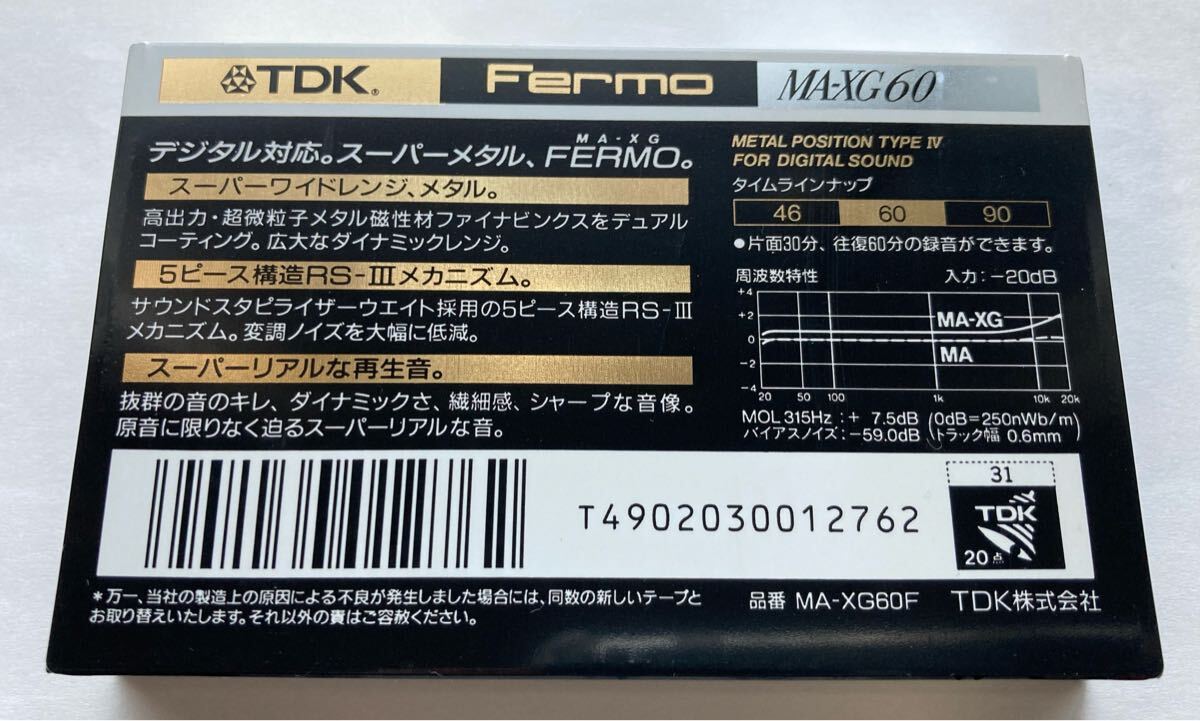 TDK® Fermo MA-XG60
MA-XG
デジタル対応。スーパーメタル、FERMO。
スーパーワイドレンジ、メタル。
高出力・超微粒子メタル磁性材ファイナビンクスをデュアル
コーティング。広大なダイナミックレンジ。
5ピース構造RS-IIIメカニズム。
サウンドスタビライザーウエイト採用の5ピース構造RS-III
メカニズム。変調ノイズを大幅に低減。
スーパーリアルな再生音。
抜群の音のキレ、ダイナミックさ、繊細感、シャープな音像。
原音に限りなく迫るスーパーリアルな音。
METAL POSITION TYPE IV
FOR DIGITAL SOUND
タイムラインナップ
46 60 90
●片面30分、往復60分の録音ができます。
周波数特性 入力:-20dB
+4
+2
0
-2
-4
MA-XG
MA
20 50 100 1k 10k 20k
MOL 315Hz:+ 7.5dB (0dB=250nWb/m)
バイアスノイズ:-59.0dB (トラック幅 0.6mm)
T4902030012762
31
TDK
20点
*万一、当社の製造上の原因による不良が発生しました場合には、同数の新しいテープと
お取り替えいたします。それ以外の責はご容赦ください。
品番 MA-XG60F TDK株式会社